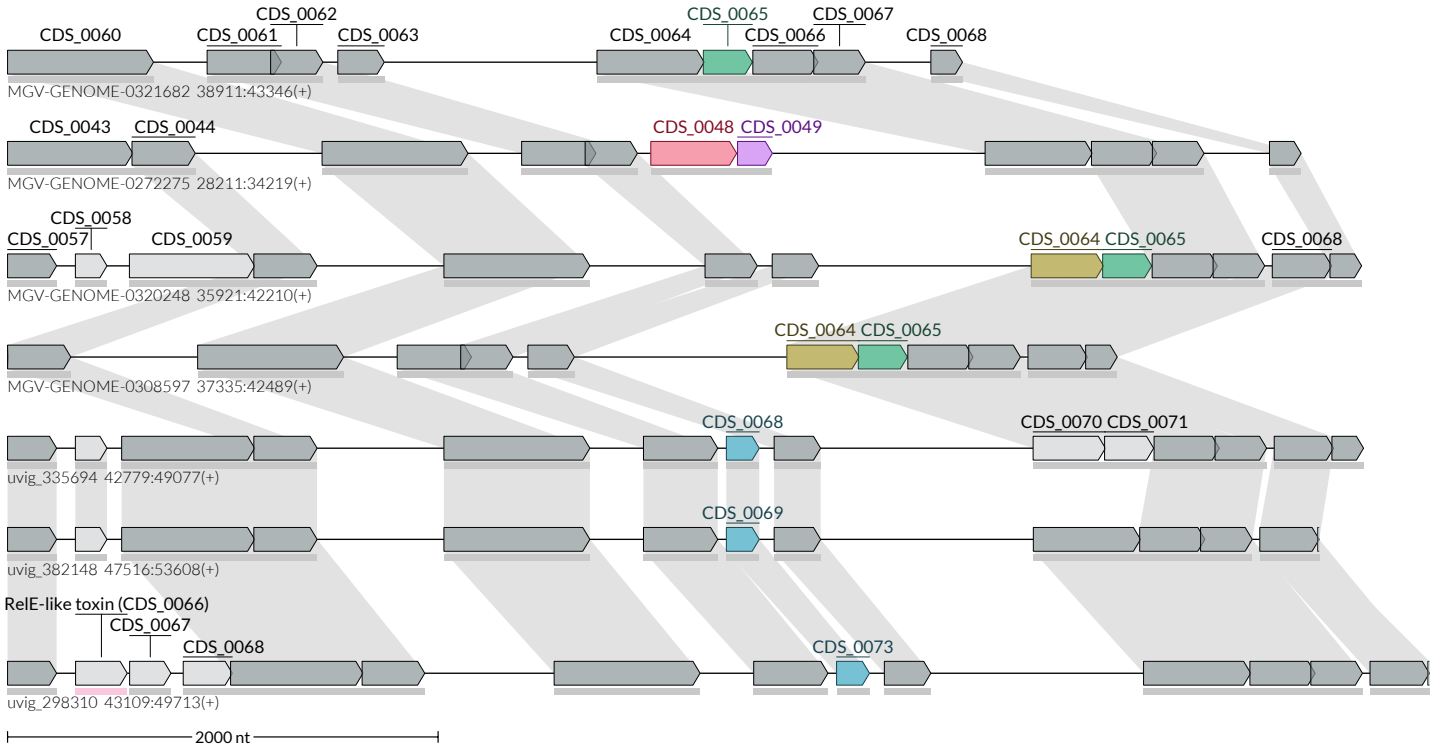 CDS_0062 CDS_0065 CDS_0067
CDS_0060 CDS_0061 CDS_0063 CDS_0064 CDS_0066 CDS_0068
MGV-GENOME-0321682 38911:43346(+)
CDS_0043 CDS_0044 CDS_0048 CDS_0049
MGV-GENOME-0272275 28211:34219(+)
CDS_0058
CDS_0057 CDS_0059 CDS_0064 CDS_0065 CDS_0068
MGV-GENOME-0320248 35921:42210(+)
CDS_0064 CDS_0065
MGV-GENOME-0308597 37335:42489(+)
CDS_0068 CDS_0070 CDS_0071
uvig_335694 42779:49077(+)
CDS_0069
uvig_382148 47516:53608(+)
RelE-like toxin (CDS_0066)
CDS_0067
CDS_0068 CDS_0073
uvig_298310 43109:49713(+)
2000 nt